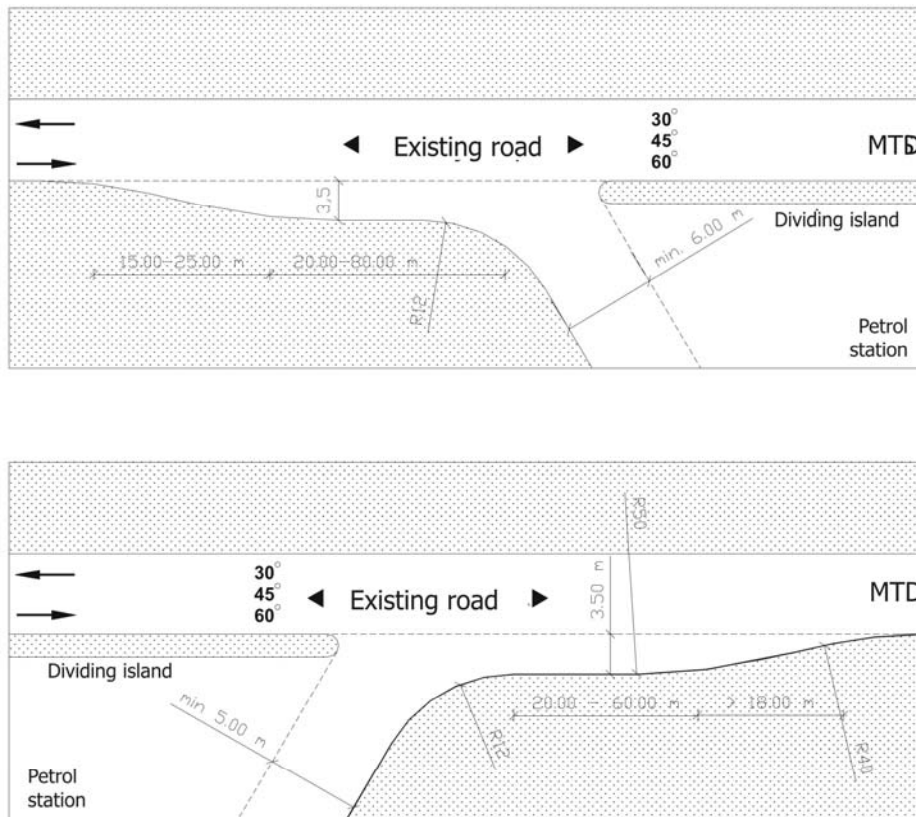 30°
45°
60°
Existing road
MTD
3,5
Dividing island
min. 6.00 m
15.00-25.00 m
20.00-80.00 m
R12
Petrol
station
R50
30°
45°
60°
Existing road
3.50 m
MTD
Dividing island
min 5.00 m
20.00 - 60.00 m
> 18.00 m
R12
R40
Petrol
station